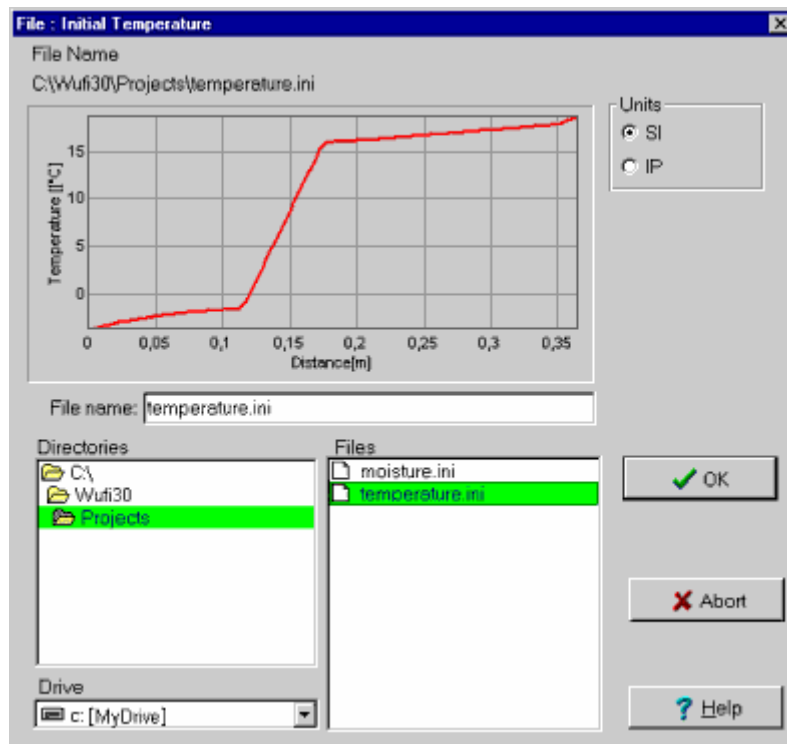 File : Initial Temperature
File Name
C:\Wufi30\Projects\temperature.ini
Units
SI
IP
Temperature [[°C]
15
10
5
0
0 0,05 0,1 0,15 0,2 0,25 0,3 0,35
Distance[m]
File name: temperature.ini
Directories
C:\
Wufi30
Projects
Files
moisture.ini
temperature.ini
OK
Abort
Drive
c: [MyDrive]
? Help